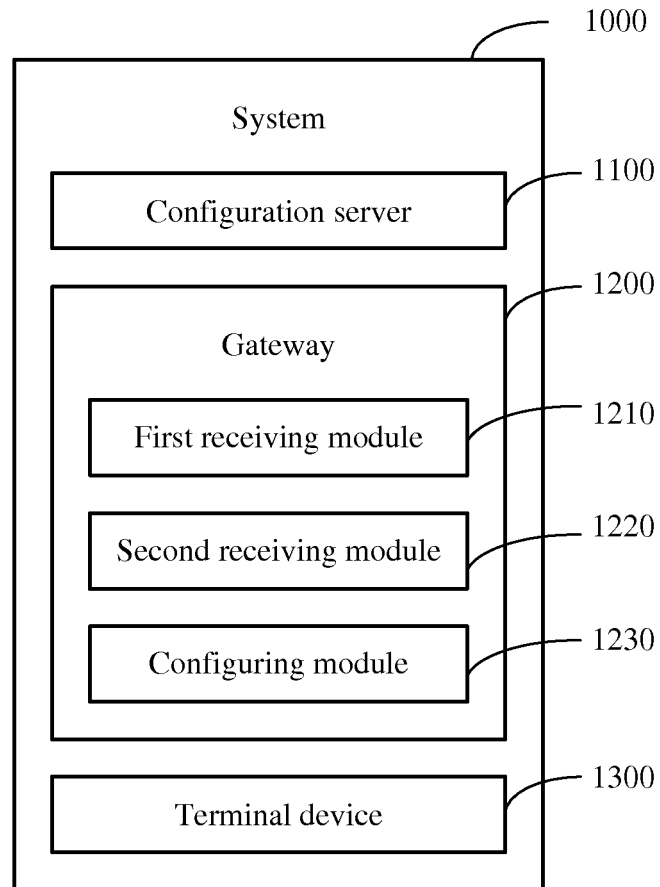 1000
System
1100
Configuration server
1200
Gateway
1210
First receiving module
1220
Second receiving module
1230
Configuring module
1300
Terminal device